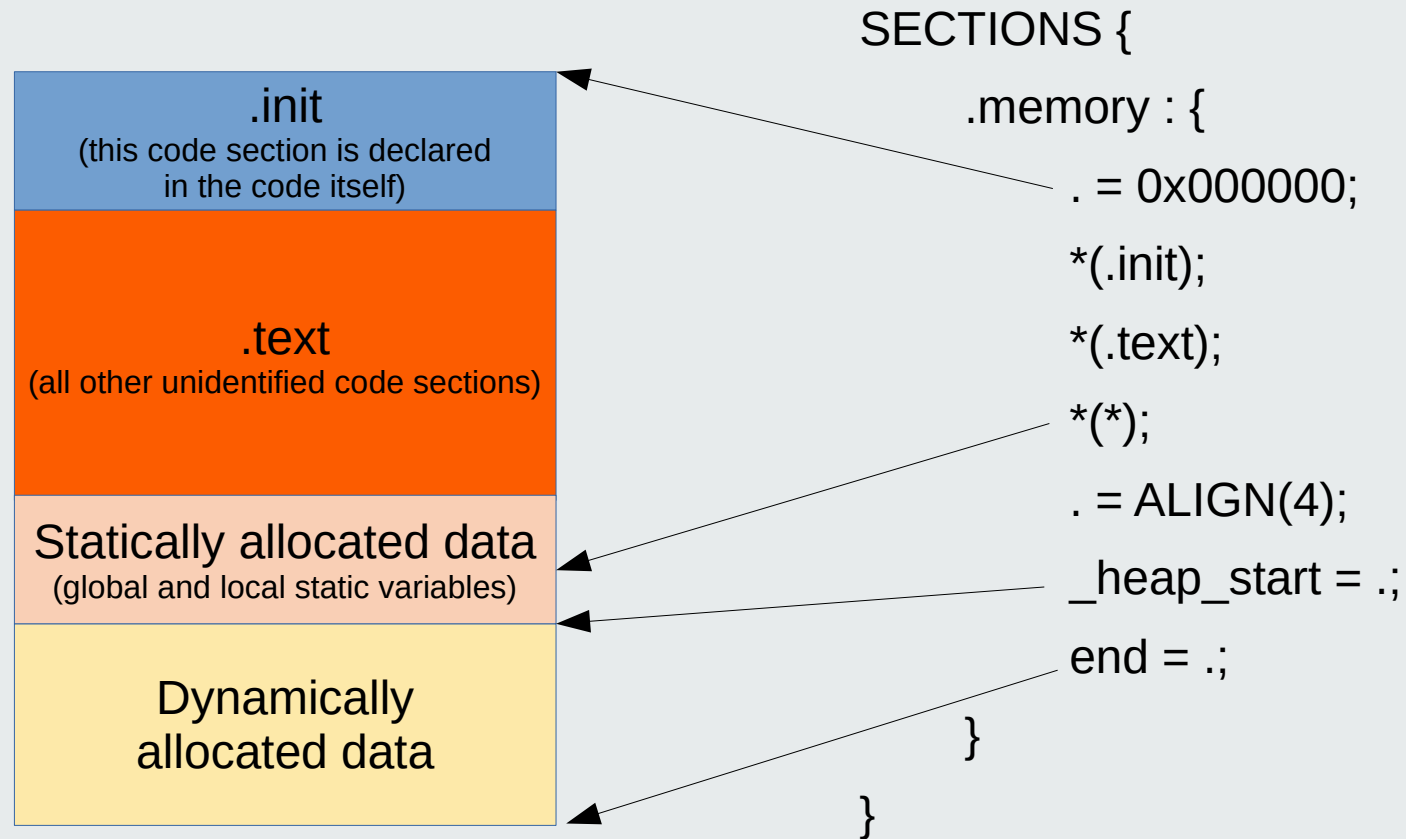 .init
(this code section is declared
in the code itself)
.text
(all other unidentified code sections)
Statically allocated data
(global and local static variables)
Dynamically
allocated data
SECTIONS {
.memory : {
. = 0x000000;
*(.init);
*(.text);
*(*);
. = ALIGN(4);
_heap_start = .;
end = .;
}
}